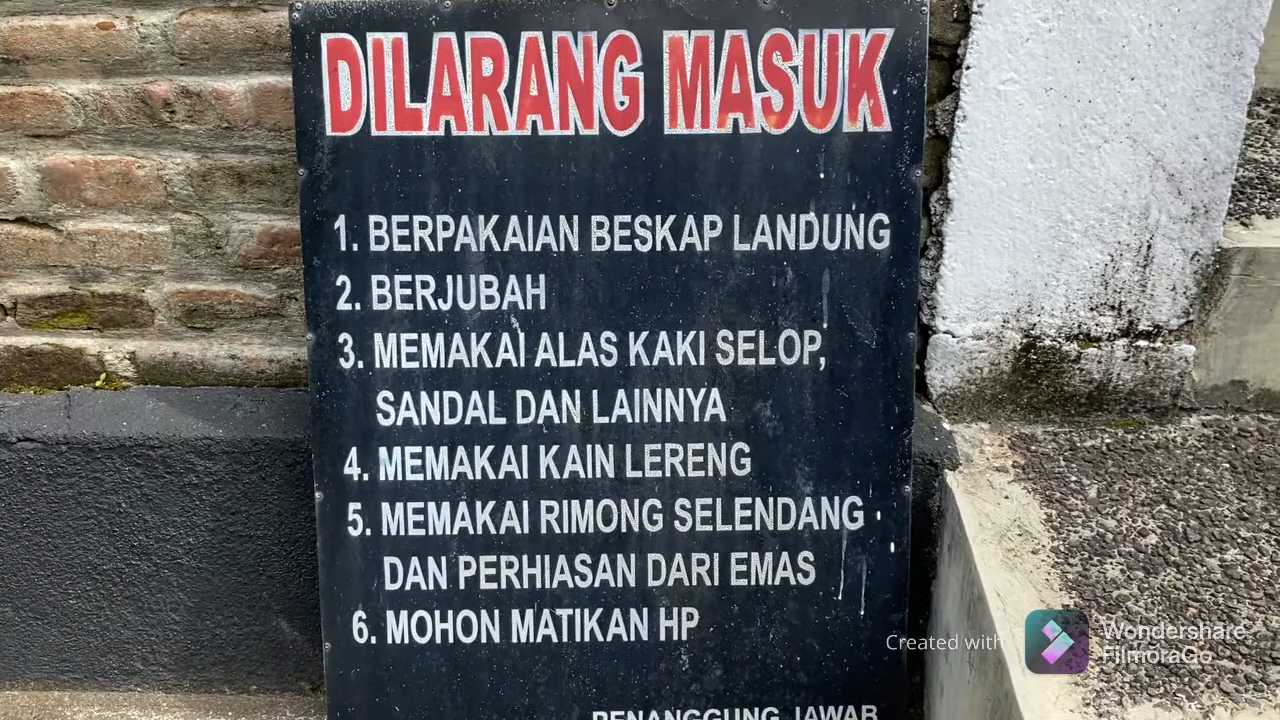 DILARANG MASUK
1. BERPAKAIAN BESKAP LANDUNG
2. BERJUBAH
3. MEMAKAI ALAS KAKI SELOP,
SANDAL DAN LAINNYA
4. MEMAKAI KAIN LERENG
5. MEMAKAI RIMONG SELENDANG
DAN PERHIASAN DARI EMAS
6. MOHON MATIKAN HP
PENANGGUNG JAWAB
Created with
Wondershare
FilmoraGo